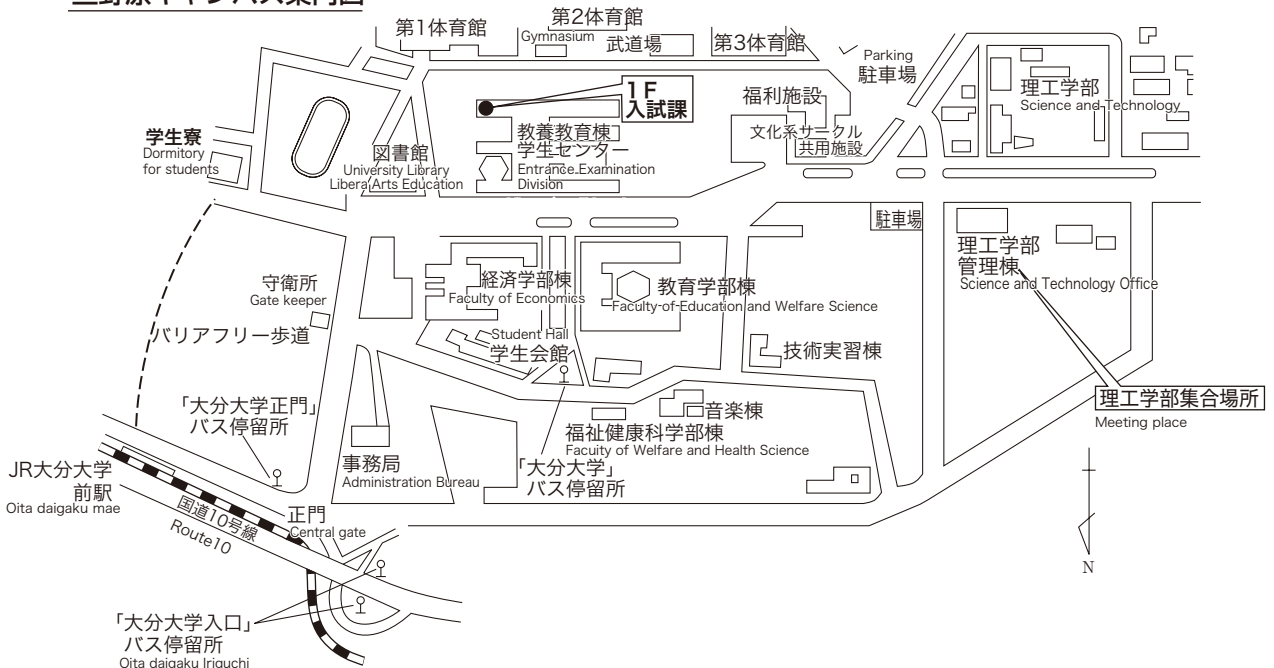 第1体育館
第2体育館
Gymnasium
武道場
第3体育館
Parking
駐車場
1F
入試課
福利施設
理工学部
Science and Technology
学生寮
Dormitory
for students
図書館
University Library
Libera Arts Education
教養教育棟
学生センター
Entrance Examination
Division
文化系サークル
共用施設
駐車場
理工学部
管理棟
Science and Technology Office
守衛所
Gate keeper
バリアフリー歩道
経済学部棟
Faculty of Economics
教育学部棟
Faculty of Education and Welfare Science
Student Hall
学生会館
技術実習棟
理工学部集合場所
Meeting place
「大分大学正門」
バス停留所
事務局
Administration Bureau
音楽棟
福祉健康科学部棟
Faculty of Welfare and Health Science
「大分大学」
バス停留所
JR大分大学
前駅
Oita daigaku mae
国道10号線
Route10
正門
Central gate
N
「大分大学入口」
バス停留所
Oita daigaku Iriguchi